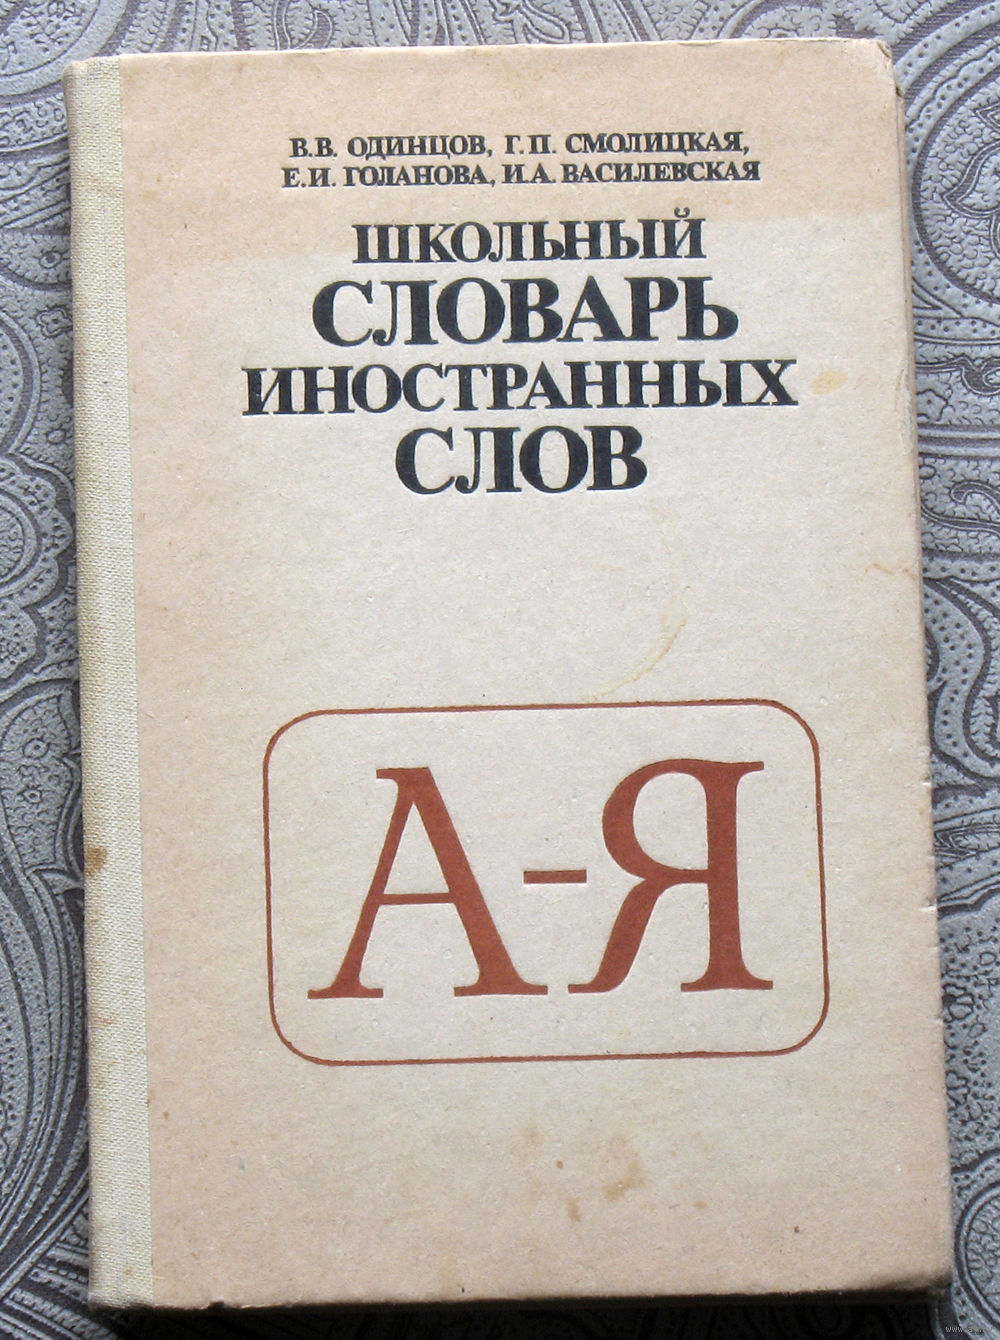 В.В. ОДИНЦОВ, Г.П. СМОЛИЦКАЯ,
Е.И. ГОЛАНОВА, И.А. ВАСИЛЕВСКАЯ
ШКОЛЬНЫЙ
СЛОВАРЬ
ИНОСТРАННЫХ
СЛОВ
А-Я